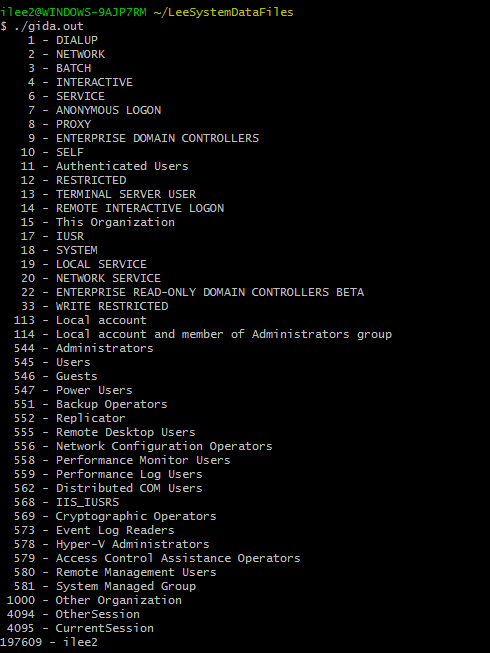 ilee2@WINDOWS-9AJP7RM ~/LeeSystemDataFiles
$ ./gida.out
1 - DIALUP
2 - NETWORK
3 - BATCH
4 - INTERACTIVE
6 - SERVICE
7 - ANONYMOUS LOGON
8 - PROXY
9 - ENTERPRISE DOMAIN CONTROLLERS
10 - SELF
11 - Authenticated Users
12 - RESTRICTED
13 - TERMINAL SERVER USER
14 - REMOTE INTERACTIVE LOGON
15 - This Organization
17 - IUSR
18 - SYSTEM
19 - LOCAL SERVICE
20 - NETWORK SERVICE
22 - ENTERPRISE READ-ONLY DOMAIN CONTROLLERS BETA
33 - WRITE RESTRICTED
113 - Local account
114 - Local account and member of Administrators group
544 - Administrators
545 - Users
546 - Guests
547 - Power Users
551 - Backup Operators
552 - Replicator
555 - Remote Desktop Users
556 - Network Configuration Operators
558 - Performance Monitor Users
559 - Performance Log Users
562 - Distributed COM Users
568 - IIS_IUSRS
569 - Cryptographic Operators
573 - Event Log Readers
578 - Hyper-V Administrators
579 - Access Control Assistance Operators
580 - Remote Management Users
581 - System Managed Group
1000 - Other Organization
4094 - OtherSession
4095 - CurrentSession
197609 - ilee2